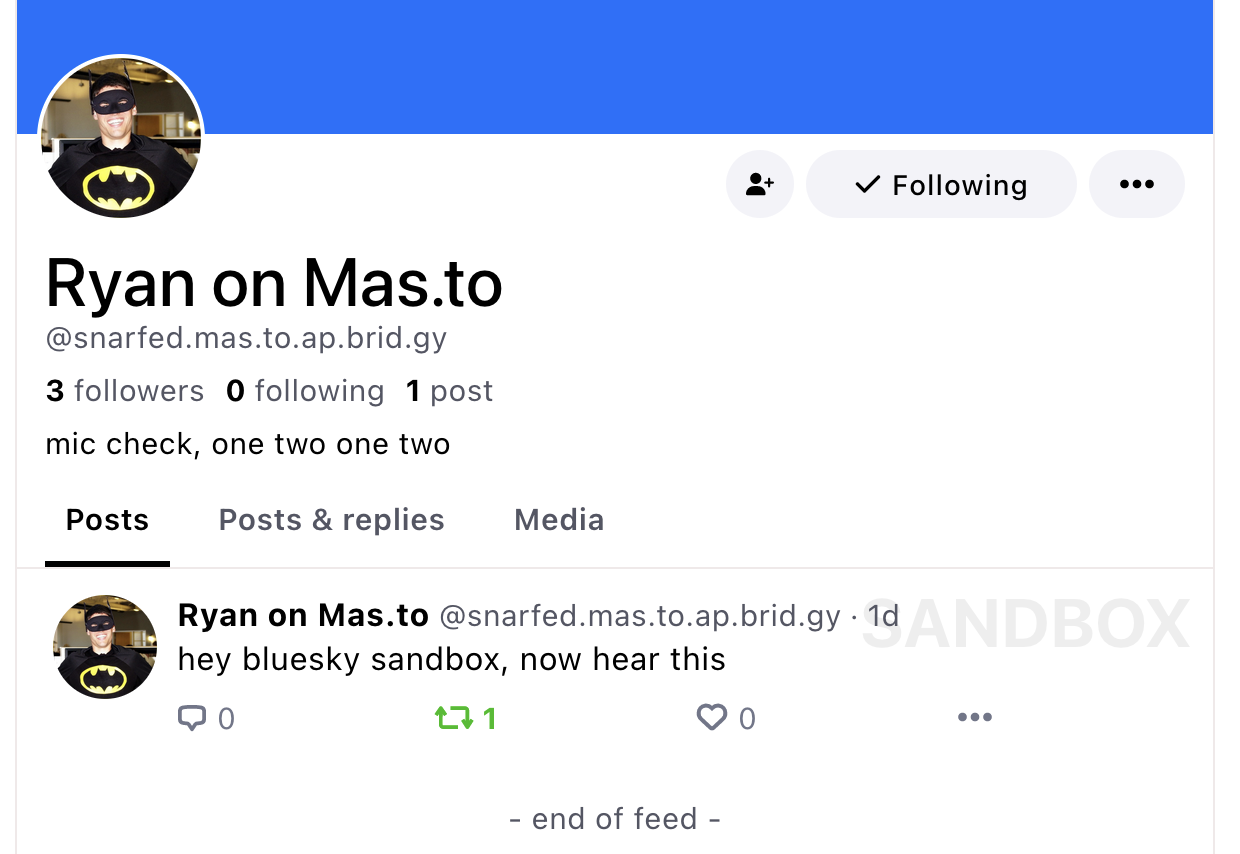 Following
Ryan on Mas.to
@snarfed.mas.to.ap.brid.gy
3 followers 0 following 1 post
mic check, one two one two
Posts Posts & replies Media
Ryan on Mas.to @snarfed.mas.to.ap.brid.gy · 1d
SANDBOX
hey bluesky sandbox, now hear this
0 1 0
- end of feed -